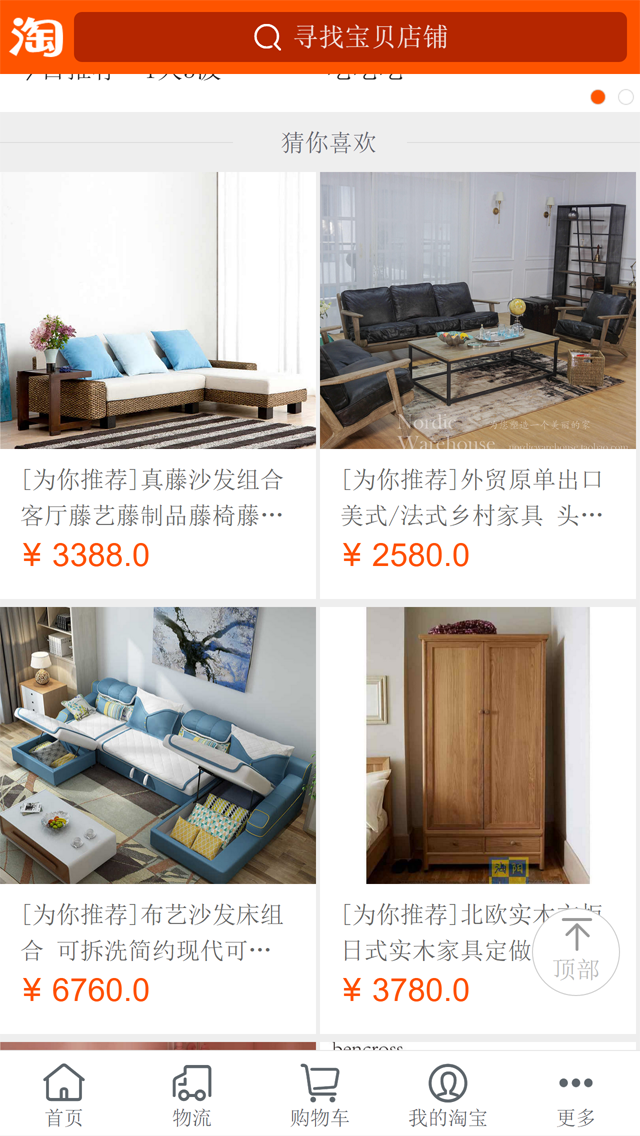 淘
寻找宝贝店铺
猜你喜欢
Nordic
Warehouse
[为你推荐]真藤沙发组合
客厅藤艺藤制品藤椅藤…
¥ 3388.0
[为你推荐]外贸原单出口
美式/法式乡村家具 头…
¥ 2580.0
[为你推荐]布艺沙发床组
合 可拆洗简约现代可…
¥ 6760.0
[为你推荐]北欧实木
日式实木家具定做
¥ 3780.0
顶部
bencross
首页
物流
购物车
我的淘宝
更多